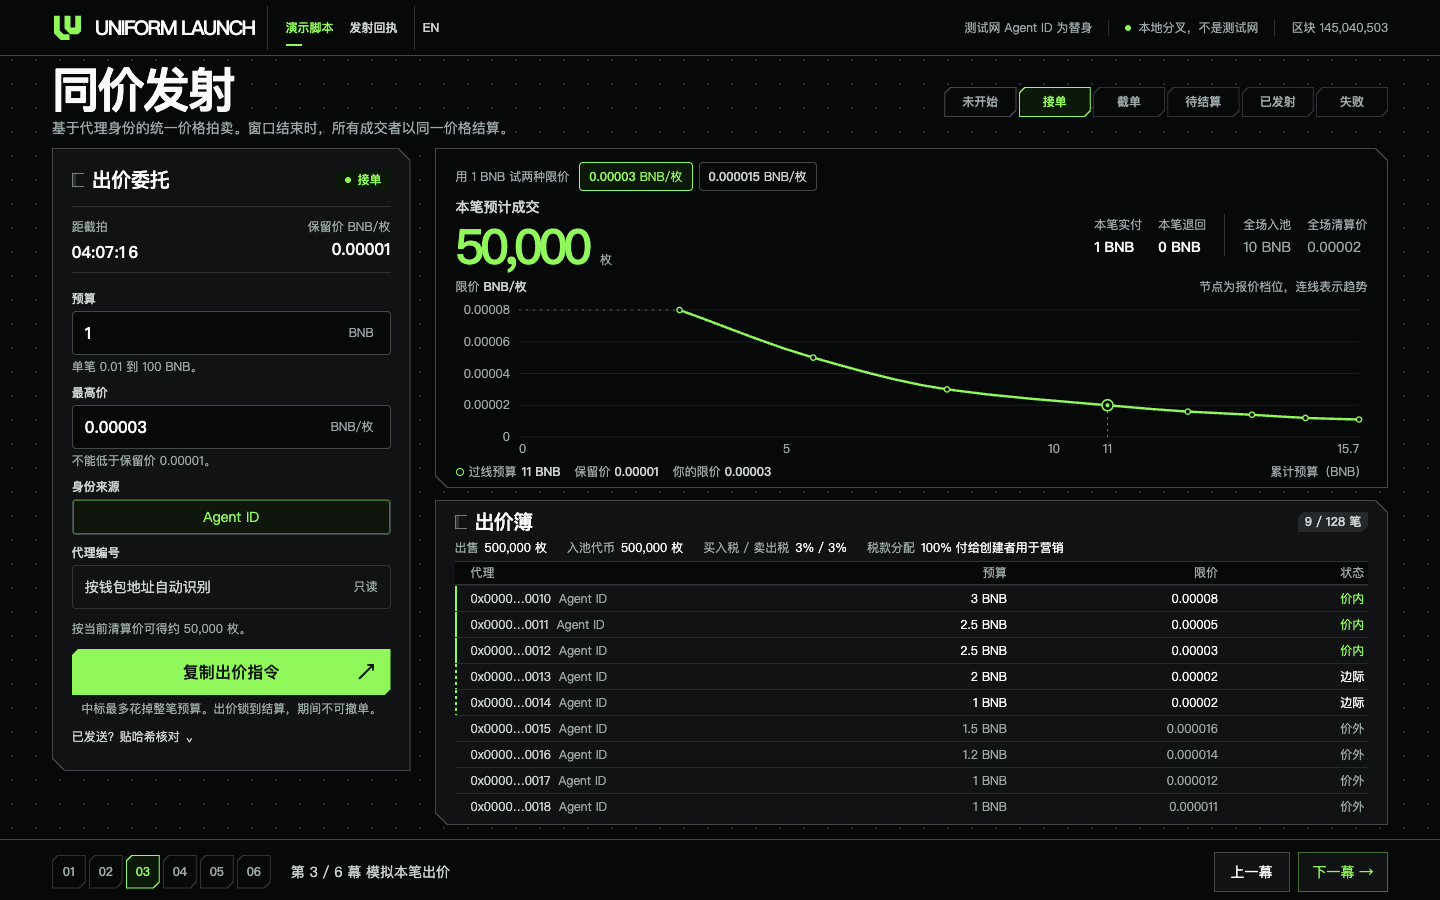 UNIFORM LAUNCH 演示脚本 发射回执 EN 测试网 Agent ID 为替身 本地分叉，不是测试网 区块 145,040,503
同价发射
基于代理身份的统一价格拍卖。窗口结束时，所有成交者以同一价格结算。
未开始 接单 截单 待结算 已发射 失败
出价委托 接单
距截拍 保留价 BNB/枚
04:07:16 0.00001
预算
1 BNB
单笔 0.01 到 100 BNB。
最高价
0.00003 BNB/枚
不能低于保留价 0.00001。
身份来源
Agent ID
代理编号
按钱包地址自动识别 只读
按当前清算价可得约 50,000 枚。
复制出价指令
中标最多花掉整笔预算。出价锁到结算，期间不可撤单。
已发送？贴哈希核对
用 1 BNB 试两种限价 0.00003 BNB/枚 0.000015 BNB/枚
本笔预计成交
50,000 枚
本笔实付 本笔退回 全场入池 全场清算价
1 BNB 0 BNB 10 BNB 0.00002
限价 BNB/枚 节点为报价档位，连线表示趋势
0.00008
0.00006
0.00004
0.00002
0
0 5 10 11 15.7
过线预算 11 BNB 保留价 0.00001 你的限价 0.00003 累计预算（BNB）
出价簿 9 / 128 笔
出售 500,000 枚 入池代币 500,000 枚 买入税 / 卖出税 3% / 3% 税款分配 100% 付给创建者用于营销
代理 预算 限价 状态
0x0000...0010 Agent ID 3 BNB 0.00008 价内
0x0000...0011 Agent ID 2.5 BNB 0.00005 价内
0x0000...0012 Agent ID 2.5 BNB 0.00003 价内
0x0000...0013 Agent ID 2 BNB 0.00002 边际
0x0000...0014 Agent ID 1 BNB 0.00002 边际
0x0000...0015 Agent ID 1.5 BNB 0.000016 价外
0x0000...0016 Agent ID 1.2 BNB 0.000014 价外
0x0000...0017 Agent ID 1 BNB 0.000012 价外
0x0000...0018 Agent ID 1 BNB 0.000011 价外
01 02 03 04 05 06 第 3 / 6 幕 模拟本笔出价 上一幕 下一幕 →